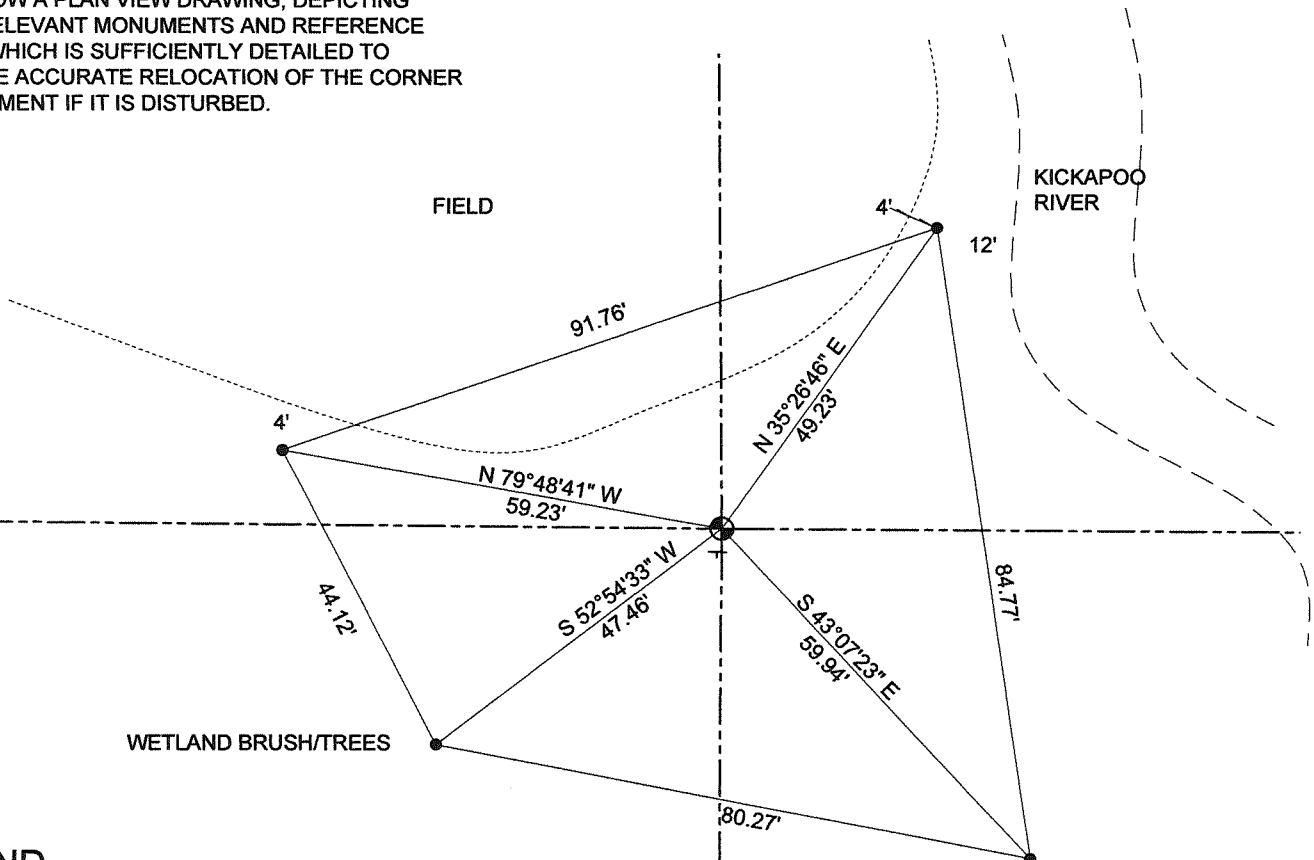 OW A PLAN VIEW DRAWING, DEPICTING
ELEVANT MONUMENTS AND REFERENCE
WHICH IS SUFFICIENTLY DETAILED TO
E ACCURATE RELOCATION OF THE CORNER
MENT IF IT IS DISTURBED.
FIELD
KICKAPOO
RIVER
4'
12'
91.76'
N 35°26'46" E
49.23'
4'
N 79°48'41" W
59.23'
44.12'
S 52°54'33" W
47.46'
S 43°07'23" E
59.94'
84.77'
WETLAND BRUSH/TREES
80.27'
ND